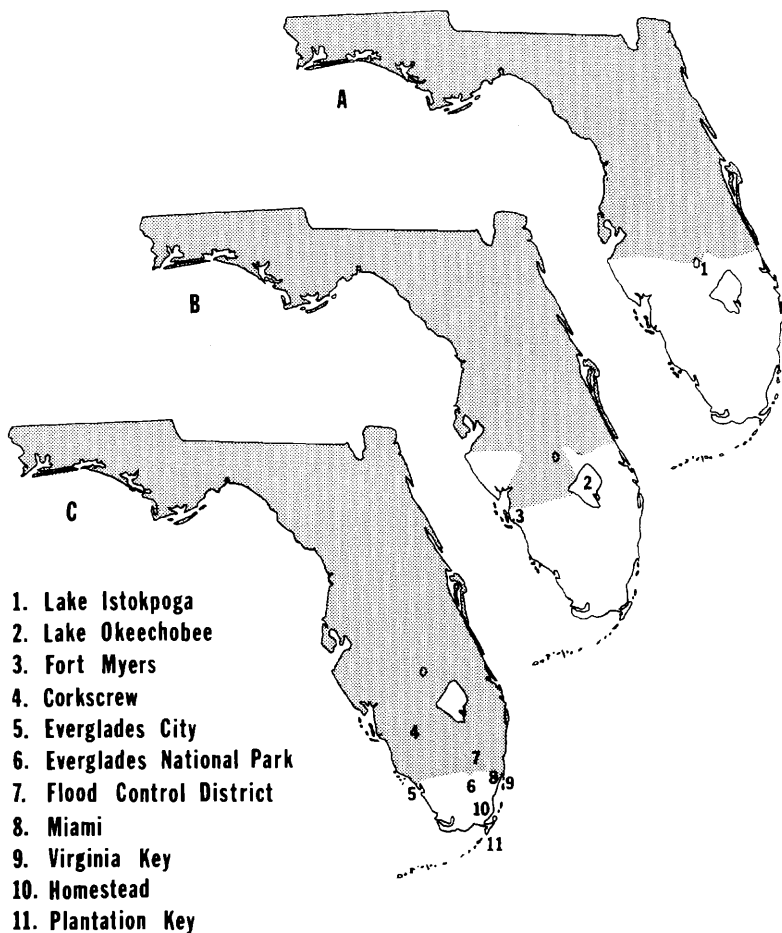 A
1
B
2
3
C
4
7
5
6
8
9
10
11
1. Lake Istokpoga
2. Lake Okeechobee
3. Fort Myers
4. Corkscrew
5. Everglades City
6. Everglades National Park
7. Flood Control District
8. Miami
9. Virginia Key
10. Homestead
11. Plantation Key